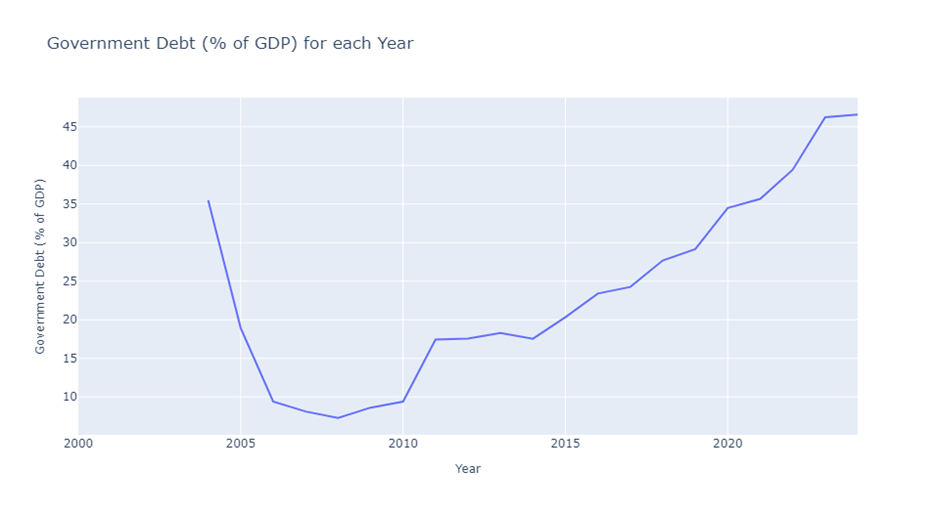 Government Debt (% of GDP) for each Year
Government Debt (% of GDP)
45
40
35
30
25
20
15
10
2000 2005 2010 2015 2020
Year